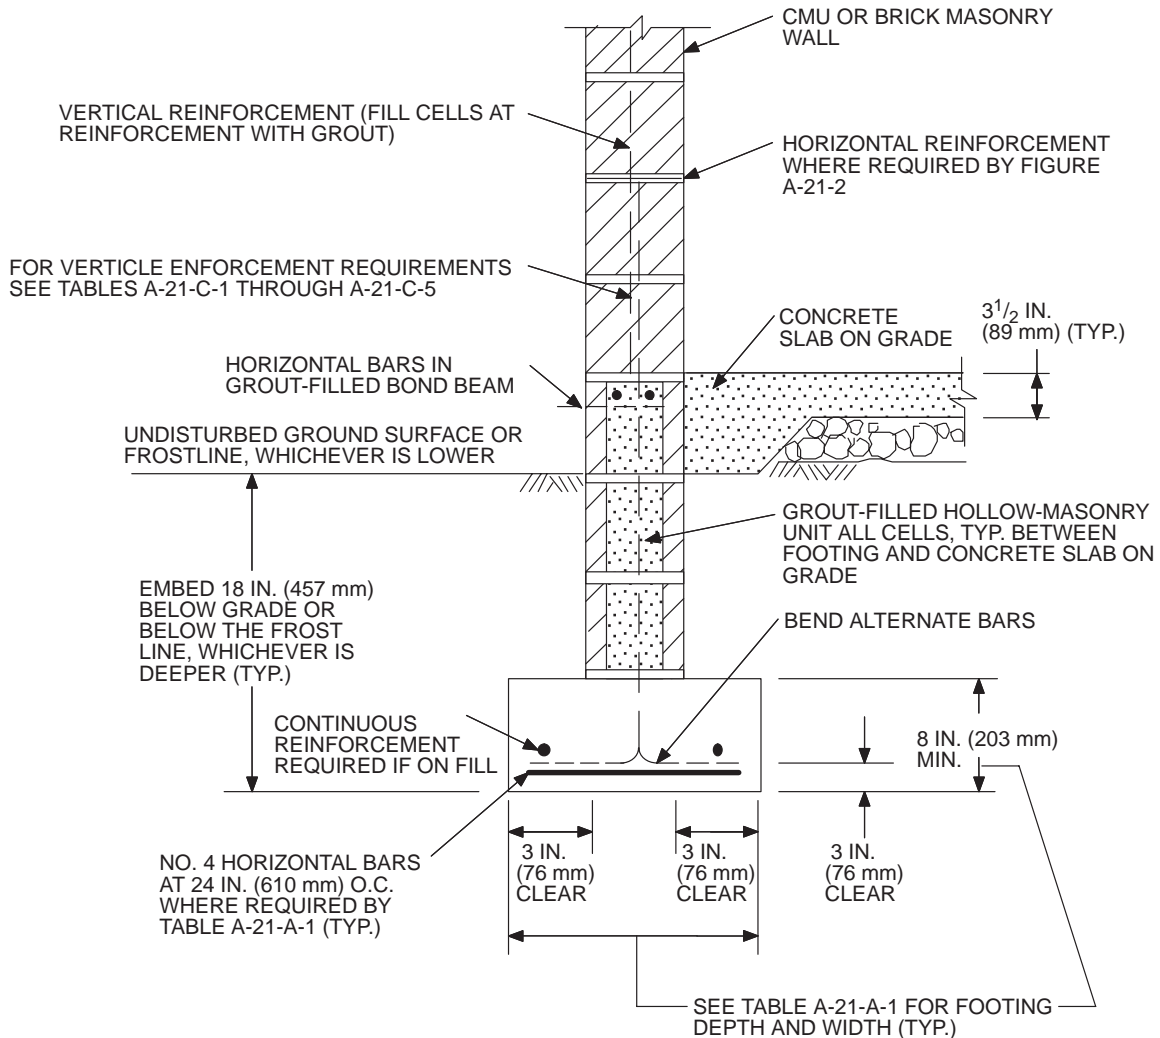 CMU OR BRICK MASONRY
WALL
VERTICAL REINFORCEMENT (FILL CELLS AT
REINFORCEMENT WITH GROUT)
HORIZONTAL REINFORCEMENT
WHERE REQUIRED BY FIGURE
A-21-2
FOR VERTICLE ENFORCEMENT REQUIREMENTS
SEE TABLES A-21-C-1 THROUGH A-21-C-5
CONCRETE
SLAB ON GRADE
3 1/2 IN.
(89 mm) (TYP.)
HORIZONTAL BARS IN
GROUT-FILLED BOND BEAM
UNDISTURBED GROUND SURFACE OR
FROSTLINE, WHICHEVER IS LOWER
GROUT-FILLED HOLLOW-MASONRY
UNIT ALL CELLS, TYP. BETWEEN
FOOTING AND CONCRETE SLAB ON
GRADE
EMBED 18 IN. (457 mm)
BELOW GRADE OR
BELOW THE FROST
LINE, WHICHEVER IS
DEEPER (TYP.)
BEND ALTERNATE BARS
CONTINUOUS
REINFORCEMENT
REQUIRED IF ON FILL
8 IN. (203 mm)
MIN.
NO. 4 HORIZONTAL BARS
AT 24 IN. (610 mm) O.C.
WHERE REQUIRED BY
TABLE A-21-A-1 (TYP.)
3 IN.
(76 mm)
CLEAR
3 IN.
(76 mm)
CLEAR
3 IN.
(76 mm)
CLEAR
SEE TABLE A-21-A-1 FOR FOOTING
DEPTH AND WIDTH (TYP.)